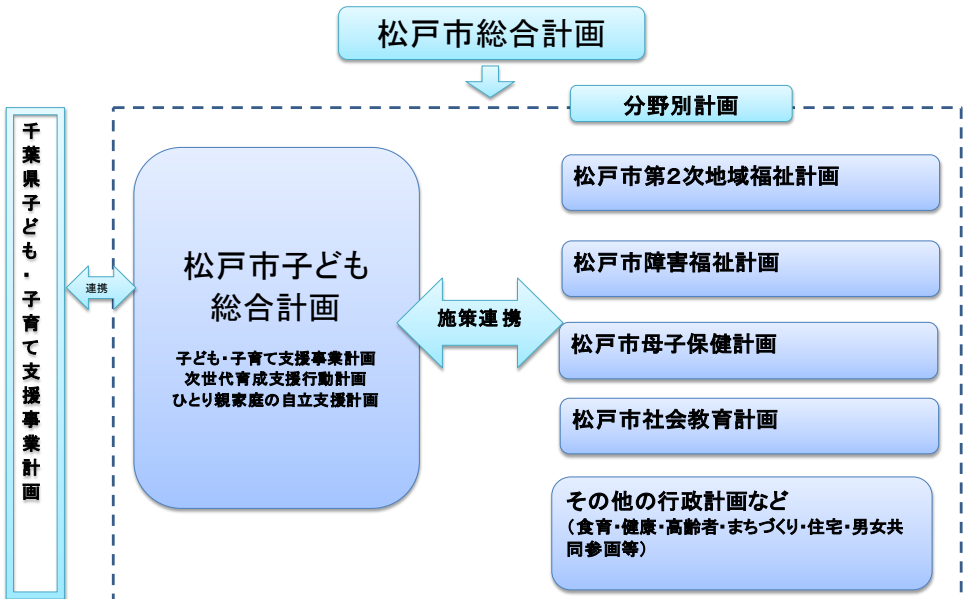 松戸市総合計画
分野別計画
千葉県子ども・子育て支援事業計画
連携
松戸市子ども
総合計画
子ども・子育て支援事業計画
次世代育成支援行動計画
ひとり親家庭の自立支援計画
施策連携
松戸市第２次地域福祉計画
松戸市障害福祉計画
松戸市母子保健計画
松戸市社会教育計画
その他の行政計画など
（食育・健康・高齢者・まちづくり・住宅・男女共
同参画等）